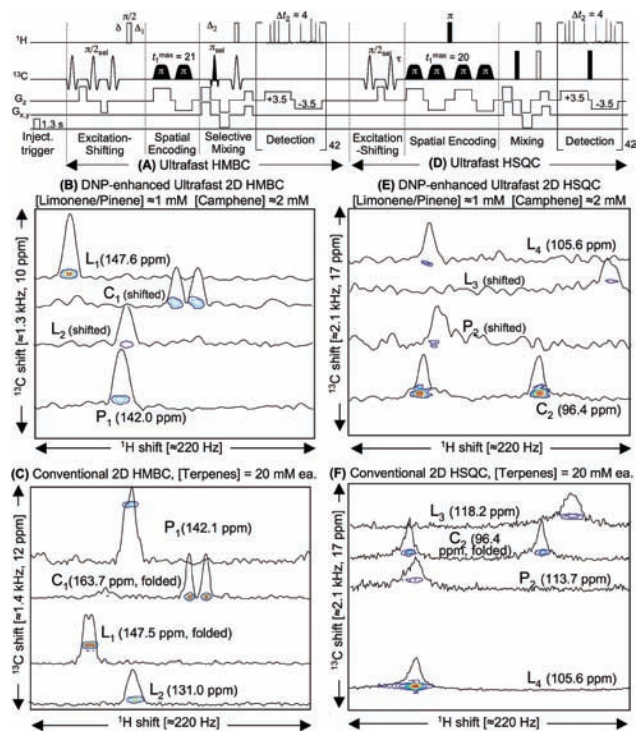 δ π/2 Δ₁ Δ₂ Δt₂ = 4 π Δt₂ = 4
¹H
π/2sel t₁max = 21 πsel π/2sel τ t₁max = 20
¹³C π π π π π π π
Gz +3.5 -3.5 +3.5 -3.5
Gx,y
1.3 s 42 42
Inject. trigger
Excitation-Shifting
Spatial Encoding
Selective Mixing
Detection
Excitation-Shifting
Spatial Encoding
Mixing
Detection
(A) Ultrafast HMBC
(D) Ultrafast HSQC
(B) DNP-enhanced Ultrafast 2D HMBC
[Limonene/Pinene] ≈1 mM [Camphene]≈2 mM
L₁ (147.6 ppm)
C₁ (shifted)
L₂ (shifted)
P₁ (142.0 ppm)
¹³C shift [≈1.3 kHz, 10 ppm]
¹H shift [≈220 Hz]
(E) DNP-enhanced Ultrafast 2D HSQC
[Limonene/Pinene]≈1 mM [Camphene]≈2 mM
L₄ (105.6 ppm)
L₃ (shifted)
P₂ (shifted)
C₂ (96.4 ppm)
¹³C shift [≈2.1 kHz, 17 ppm]
¹H shift [≈220 Hz]
(C) Conventional 2D HMBC, [Terpenes] = 20 mM ea.
P₁(142.1 ppm)
C₁(163.7 ppm, folded)
L₁ (147.5 ppm, folded)
L₂ (131.0 ppm)
¹³C shift [≈1.4 kHz, 12 ppm]
¹H shift [≈220 Hz]
(F) Conventional 2D HSQC, [Terpenes] = 20 mM ea.
L₃ (118.2 ppm)
C₂ (96.4
ppm, folded)
P₂ (113.7 ppm)
L₄ (105.6 ppm)
¹³C shift [≈2.1 kHz, 17 ppm]
¹H shift [≈220 Hz]